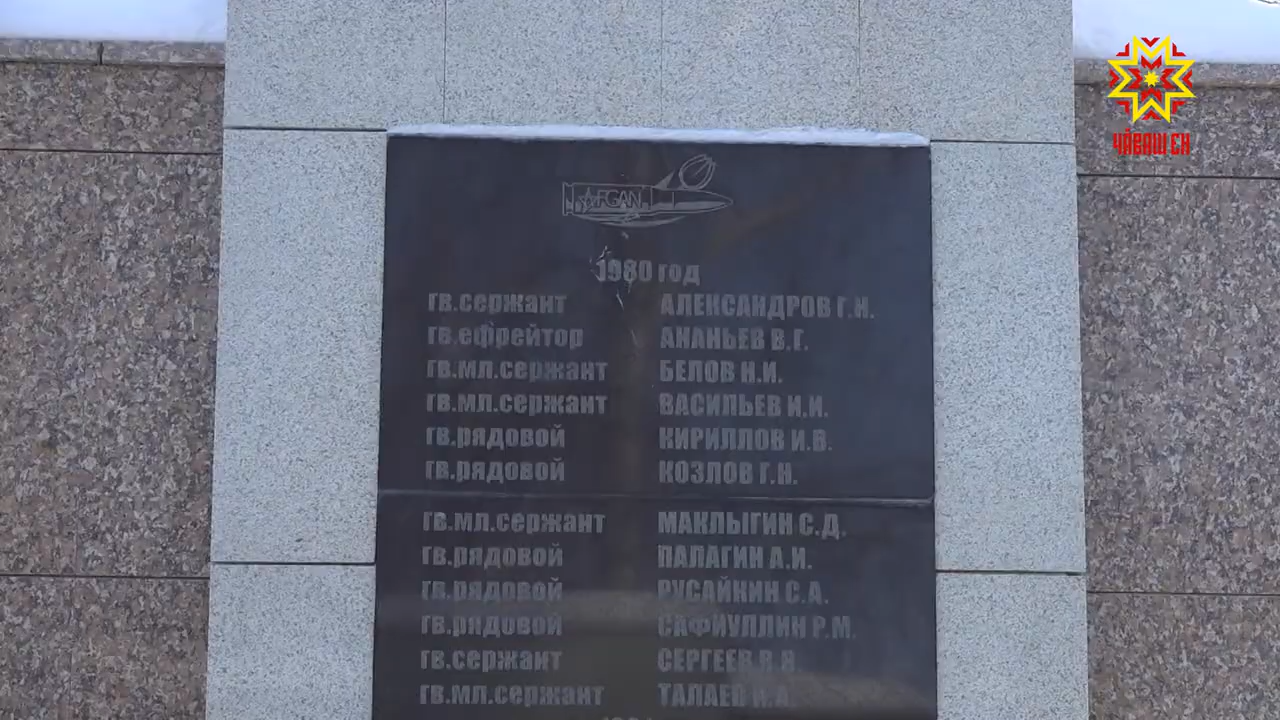 ЧӐВАШ ЕН
AFGAN
1980 год
гв.сержант АЛЕКСАНДРОВ Г.Н.
гв.ефрейтор АНАНЬЕВ В.Г.
гв.мл.сержант БЕЛОВ Н.И.
гв.мл.сержант ВАСИЛЬЕВ И.И.
гв.рядовой КИРИЛЛОВ И.В.
гв.рядовой КОЗЛОВ Г.Н.
гв.мл.сержант МАКЛЫГИН С.Д.
гв.рядовой ПАЛАГИН А.И.
гв.рядовой РУСАЙКИН С.А.
гв.рядовой САФИУЛЛИН Р.М.
гв.сержант СЕРГЕЕВ В.Я.
гв.мл.сержант ТАЛАЕВ